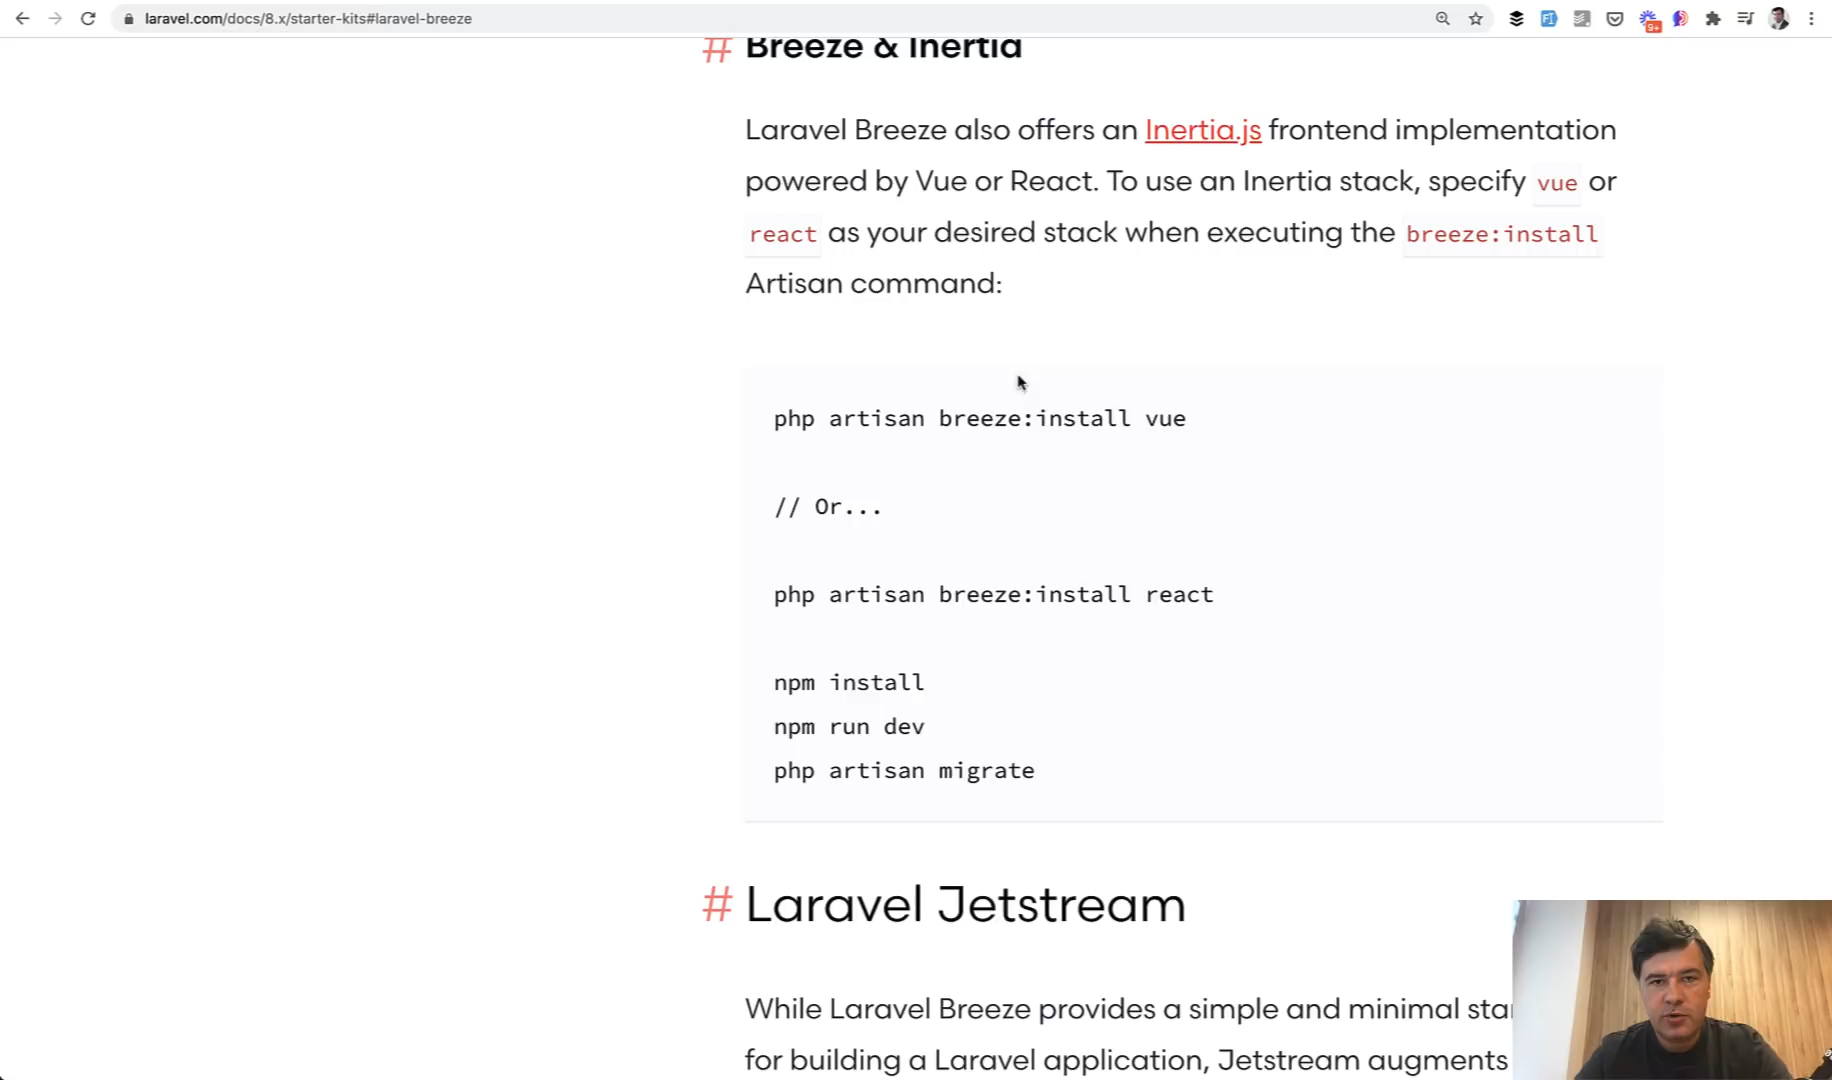 laravel.com/docs/8.x/starter-kits#laravel-breeze
9+
# Breeze & Inertia
Laravel Breeze also offers an Inertia.js frontend implementation
powered by Vue or React. To use an Inertia stack, specify vue or
react as your desired stack when executing the breeze:install
Artisan command:
php artisan breeze:install vue
// Or...
php artisan breeze:install react
npm install
npm run dev
php artisan migrate
# Laravel Jetstream
While Laravel Breeze provides a simple and minimal
for building a Laravel application, Jetstream augments